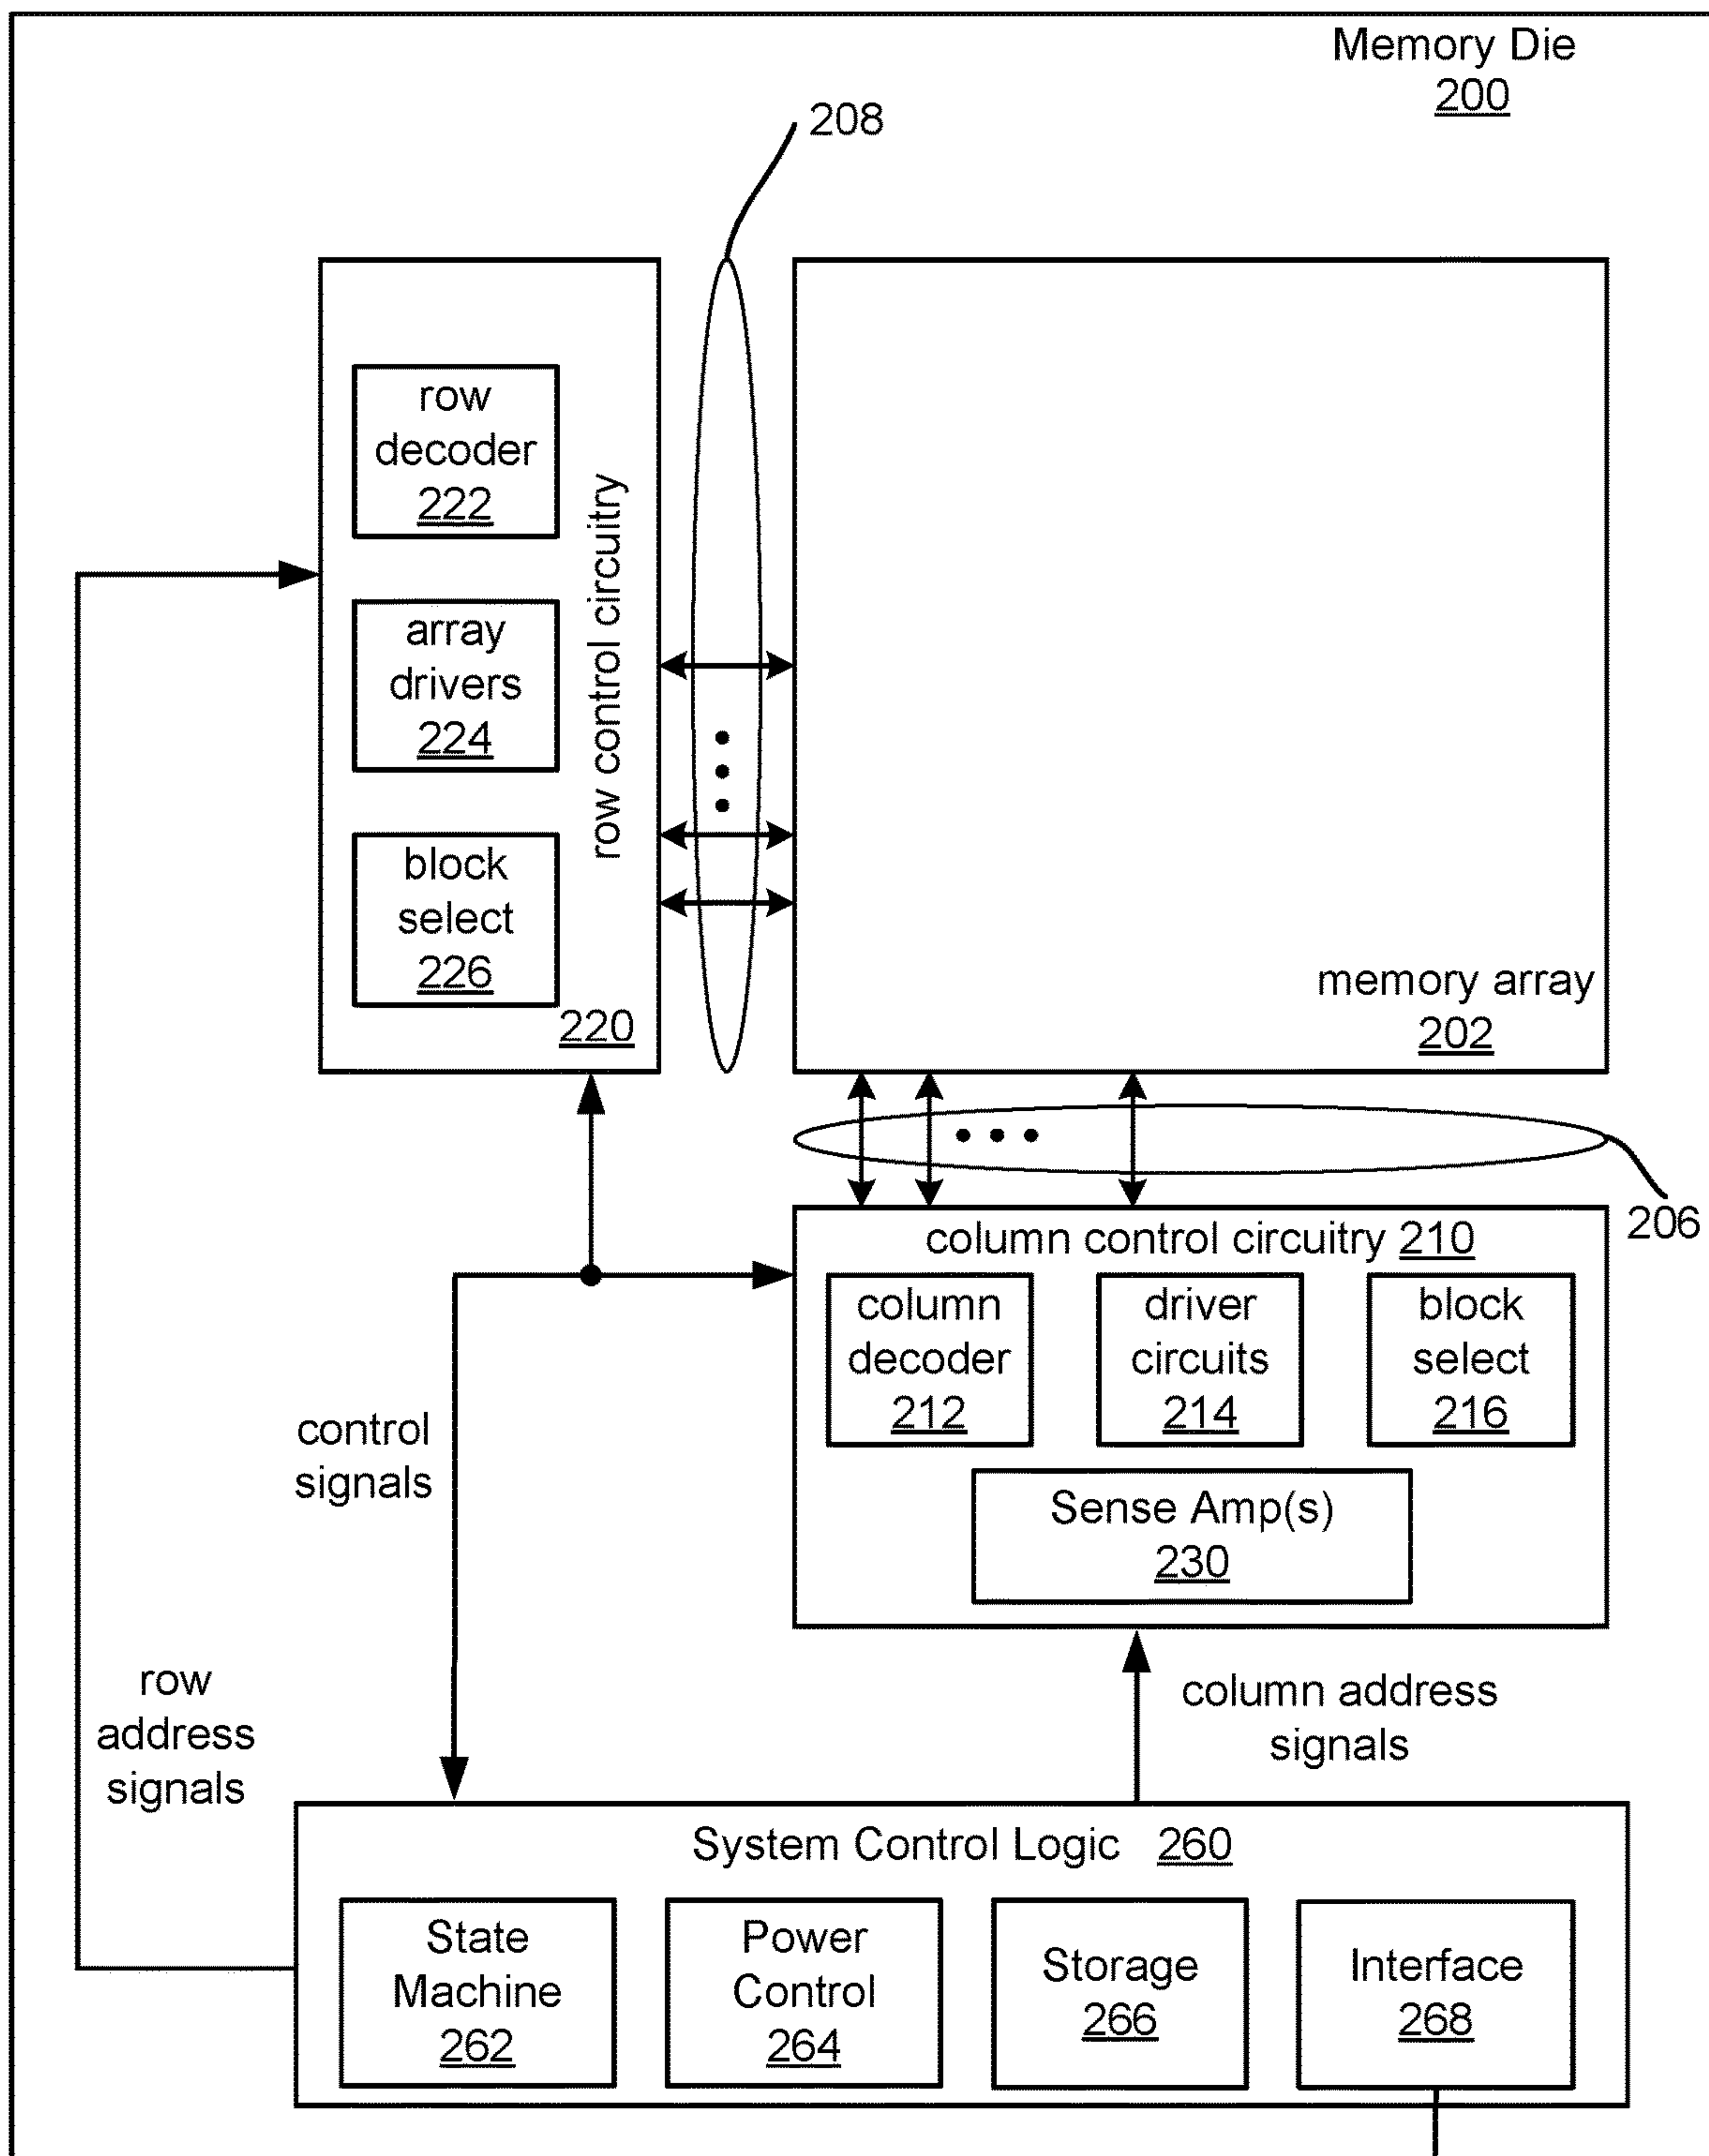 Memory Die
200
208
row
decoder
222
array
drivers
224
block
select
226
row control circuitry
220
memory array
202
206
column control circuitry 210
column
decoder
212
driver
circuits
214
block
select
216
Sense Amp(s)
230
control
signals
row
address
signals
column address
signals
System Control Logic 260
State
Machine
262
Power
Control
264
Storage
266
Interface
268